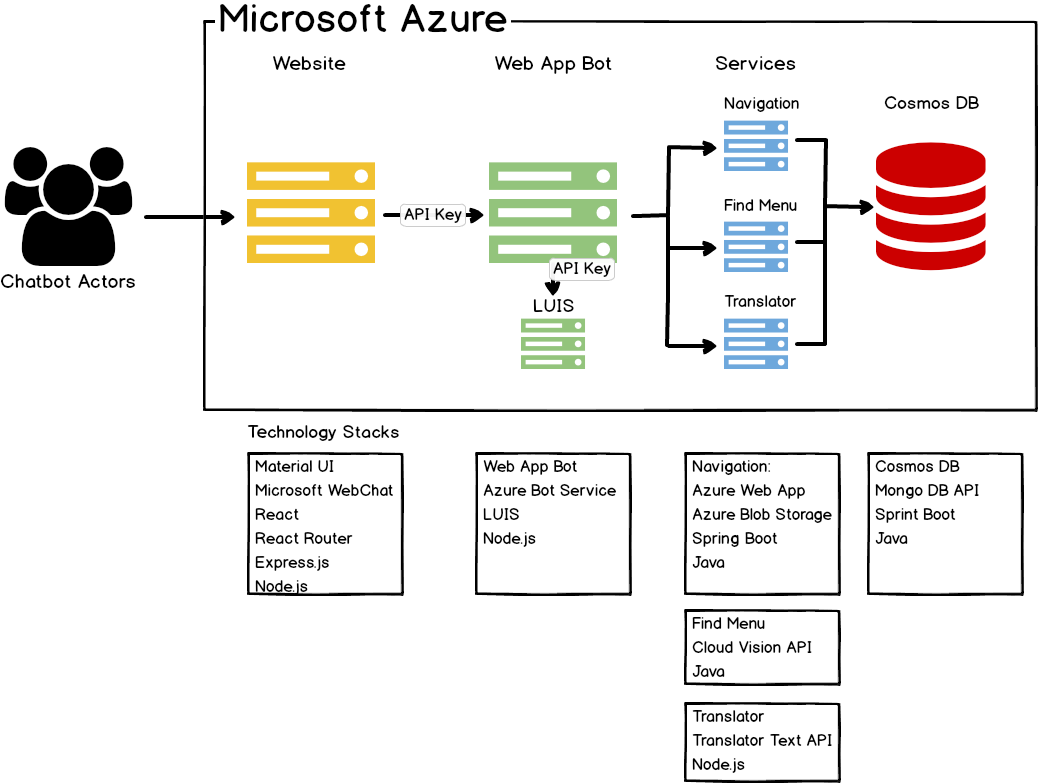 Microsoft Azure
Website
Web App Bot
Services
Navigation
Cosmos DB
Find Menu
API Key
API Key
Chatbot Actors
LUIS
Translator
Technology Stacks
Material UI
Microsoft WebChat
React
React Router
Express.js
Node.js
Web App Bot
Azure Bot Service
LUIS
Node.js
Navigation:
Azure Web App
Azure Blob Storage
Spring Boot
Java
Cosmos DB
Mongo DB API
Sprint Boot
Java
Find Menu
Cloud Vision API
Java
Translator
Translator Text API
Node.js